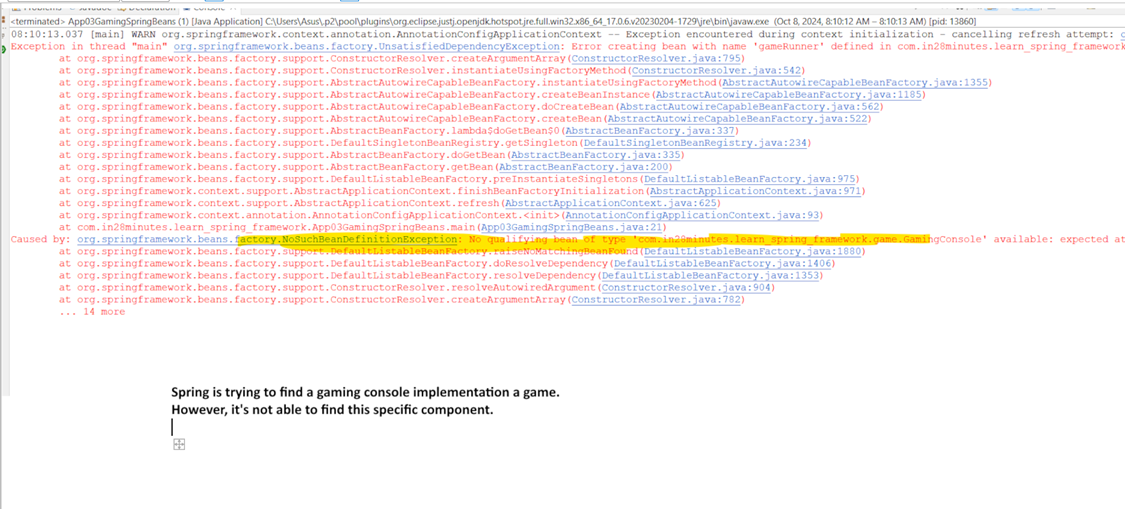 Problems Javadoc Declaration Console
<terminated> App03GamingSpringBeans (1) [Java Application] C:\Users\Asus\.p2\pool\plugins\org.eclipse.justj.openjdk.hotspot.jre.full.win32.x86_64_17.0.6.v20230204-1729\jre\bin\javaw.exe (Oct 8, 2024, 8:10:12 AM – 8:10:13 AM) [pid: 13860]
08:10:13.037 [main] WARN org.springframework.context.annotation.AnnotationConfigApplicationContext -- Exception encountered during context initialization - cancelling refresh attempt:
Exception in thread "main" org.springframework.beans.factory.UnsatisfiedDependencyException: Error creating bean with name 'gameRunner' defined in com.in28minutes.learn_spring_framework
at org.springframework.beans.factory.support.ConstructorResolver.createArgumentArray(ConstructorResolver.java:795)
at org.springframework.beans.factory.support.ConstructorResolver.instantiateUsingFactoryMethod(ConstructorResolver.java:542)
at org.springframework.beans.factory.support.AbstractAutowireCapableBeanFactory.instantiateUsingFactoryMethod(AbstractAutowireCapableBeanFactory.java:1355)
at org.springframework.beans.factory.support.AbstractAutowireCapableBeanFactory.createBeanInstance(AbstractAutowireCapableBeanFactory.java:1185)
at org.springframework.beans.factory.support.AbstractAutowireCapableBeanFactory.doCreateBean(AbstractAutowireCapableBeanFactory.java:562)
at org.springframework.beans.factory.support.AbstractAutowireCapableBeanFactory.createBean(AbstractAutowireCapableBeanFactory.java:522)
at org.springframework.beans.factory.support.AbstractBeanFactory.lambda$doGetBean$0(AbstractBeanFactory.java:337)
at org.springframework.beans.factory.support.DefaultSingletonBeanRegistry.getSingleton(DefaultSingletonBeanRegistry.java:234)
at org.springframework.beans.factory.support.AbstractBeanFactory.doGetBean(AbstractBeanFactory.java:335)
at org.springframework.beans.factory.support.AbstractBeanFactory.getBean(AbstractBeanFactory.java:200)
at org.springframework.beans.factory.support.DefaultListableBeanFactory.preInstantiateSingletons(DefaultListableBeanFactory.java:975)
at org.springframework.context.support.AbstractApplicationContext.finishBeanFactoryInitialization(AbstractApplicationContext.java:971)
at org.springframework.context.support.AbstractApplicationContext.refresh(AbstractApplicationContext.java:625)
at org.springframework.context.annotation.AnnotationConfigApplicationContext.<init>(AnnotationConfigApplicationContext.java:93)
at com.in28minutes.learn_spring_framework.App03GamingSpringBeans.main(App03GamingSpringBeans.java:21)
Caused by: org.springframework.beans.factory.NoSuchBeanDefinitionException: No qualifying bean of type 'com.in28minutes.learn_spring_framework.game.GamingConsole' available: expected at
at org.springframework.beans.factory.support.DefaultListableBeanFactory.raiseNoMatchingBeanFound(DefaultListableBeanFactory.java:1880)
at org.springframework.beans.factory.support.DefaultListableBeanFactory.doResolveDependency(DefaultListableBeanFactory.java:1406)
at org.springframework.beans.factory.support.DefaultListableBeanFactory.resolveDependency(DefaultListableBeanFactory.java:1353)
at org.springframework.beans.factory.support.ConstructorResolver.resolveAutowiredArgument(ConstructorResolver.java:904)
at org.springframework.beans.factory.support.ConstructorResolver.createArgumentArray(ConstructorResolver.java:782)
... 14 more
Spring is trying to find a gaming console implementation a game.
However, it's not able to find this specific component.